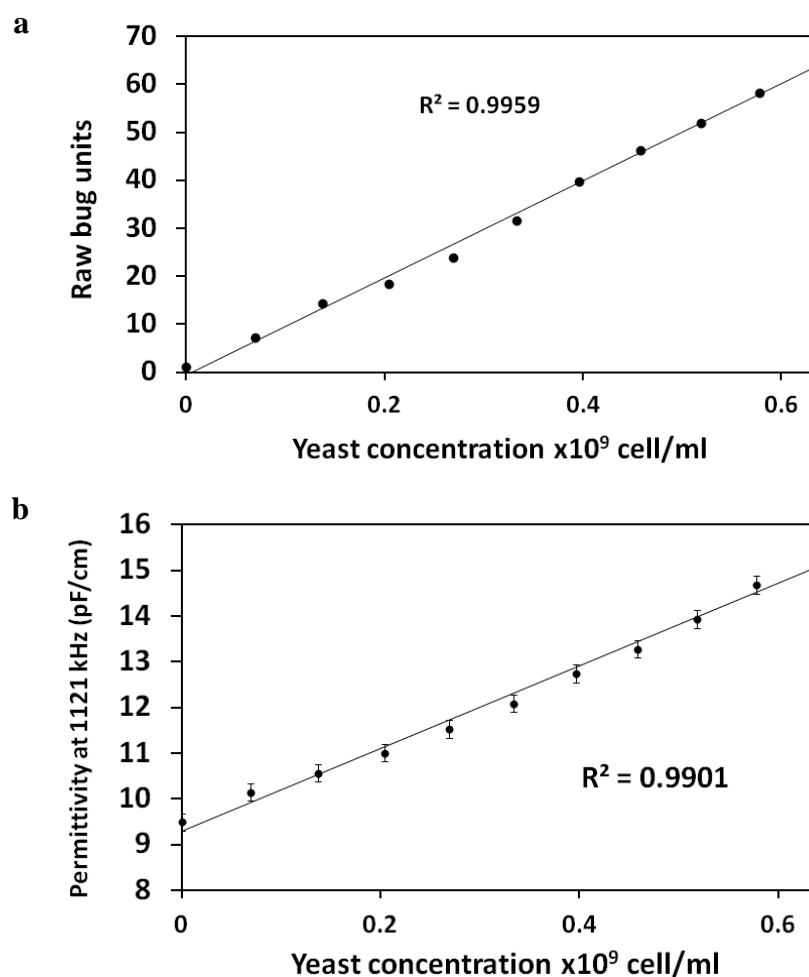 a
70
60
50
40
30
20
10
0
Raw bug units
R² = 0.9959
0 0.2 0.4 0.6
Yeast concentration x10⁹ cell/ml
b
16
15
14
13
12
11
10
9
8
Permittivity at 1121 kHz (pF/cm)
R² = 0.9901
0 0.2 0.4 0.6
Yeast concentration x10⁹ cell/ml